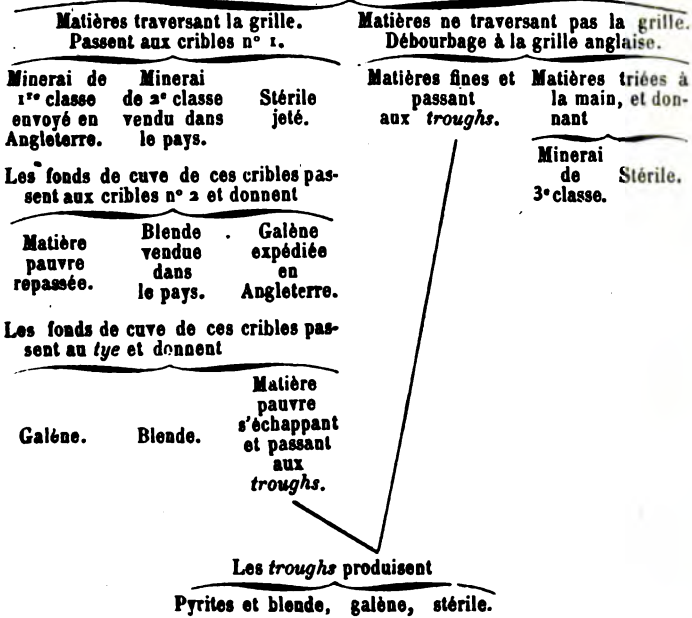 Matières traversant la grille.
Passent aux cribles n° 1.
Matières ne traversant pas la grille.
Débourbage à la grille anglaise.
Minerai de
1re classe
envoyé en
Angleterre.
Minerai
de 2e classe
vendu dans
le pays.
Stérile
jeté.
Matières fines et
passant
aux troughs.
Matières triées à
la main, et don-
nant
Minerai
de
3e classe.
Stérile.
Les fonds de cuve de ces cribles pas-
sent aux cribles n° 2 et donnent
Matière
pauvre
repassée.
Blende
vendue
dans
le pays.
Galène
expédiée
en
Angleterre.
Les fonds de cuve de ces cribles pas-
sent au tye et donnent
Galène.
Blende.
Matière
pauvre
s'échappant
et passant
aux
troughs.
Les troughs produisent
Pyrites et blende, galène, stérile.